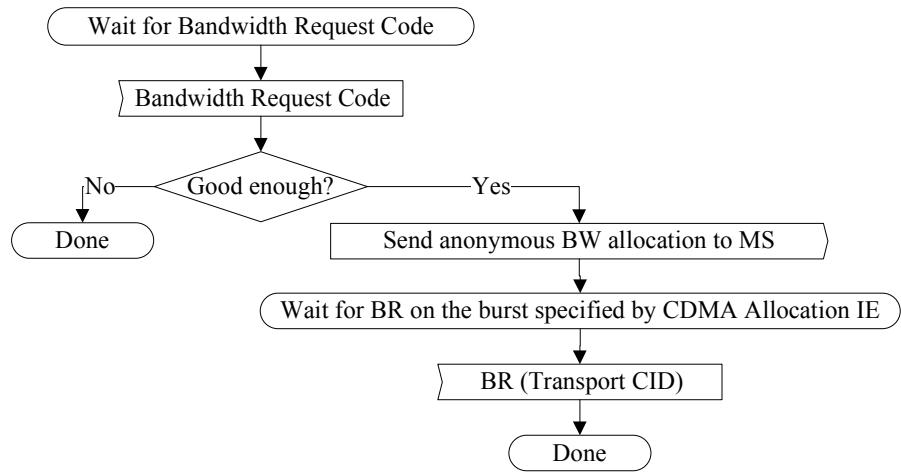 Wait for Bandwidth Request Code
Bandwidth Request Code
Good enough?
No
Yes
Done
Send anonymous BW allocation to MS
Wait for BR on the burst specified by CDMA Allocation IE
BR (Transport CID)
Done